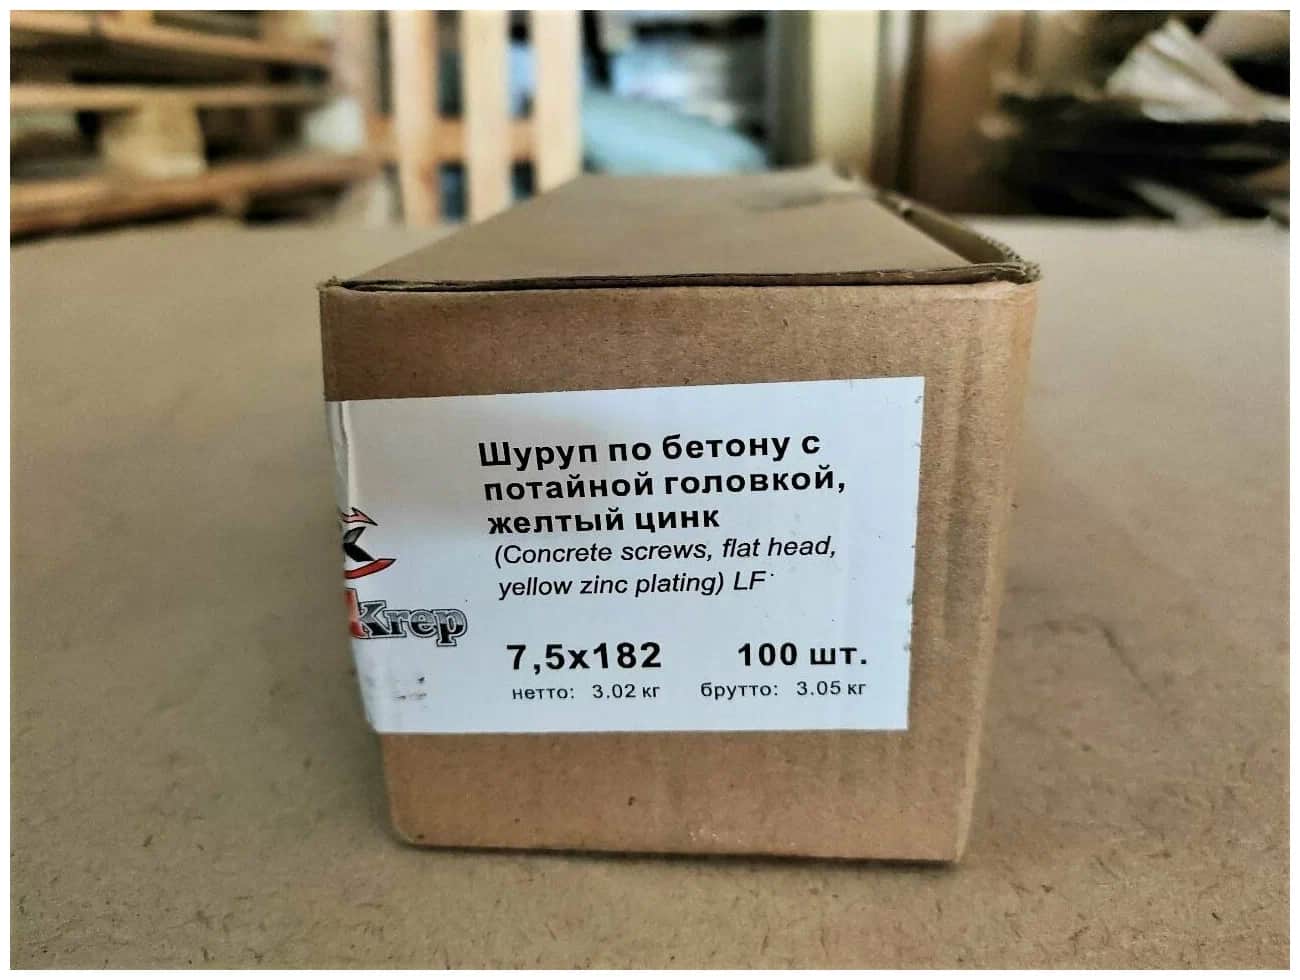 Шуруп по бетону с
потайной головкой,
желтый цинк
(Concrete screws, flat head,
yellow zinc plating) LF
Krep
7,5x182 100 шт.
нетто: 3.02 кг брутто: 3.05 кг